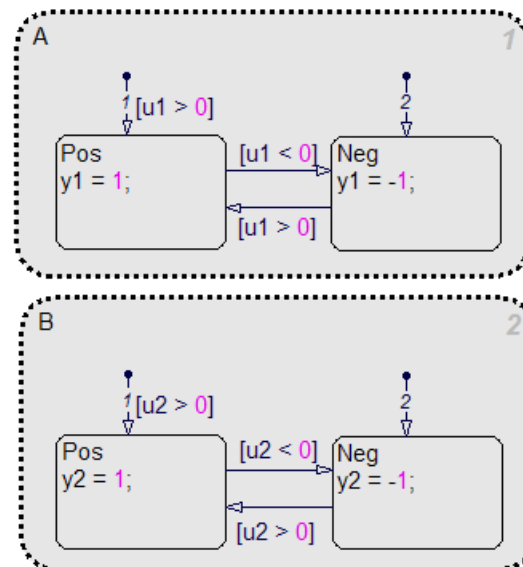 A 1
1 [u1 > 0] 2
Pos
y1 = 1;
[u1 < 0]
[u1 > 0]
Neg
y1 = -1;
B 2
1 [u2 > 0] 2
Pos
y2 = 1;
[u2 < 0]
[u2 > 0]
Neg
y2 = -1;